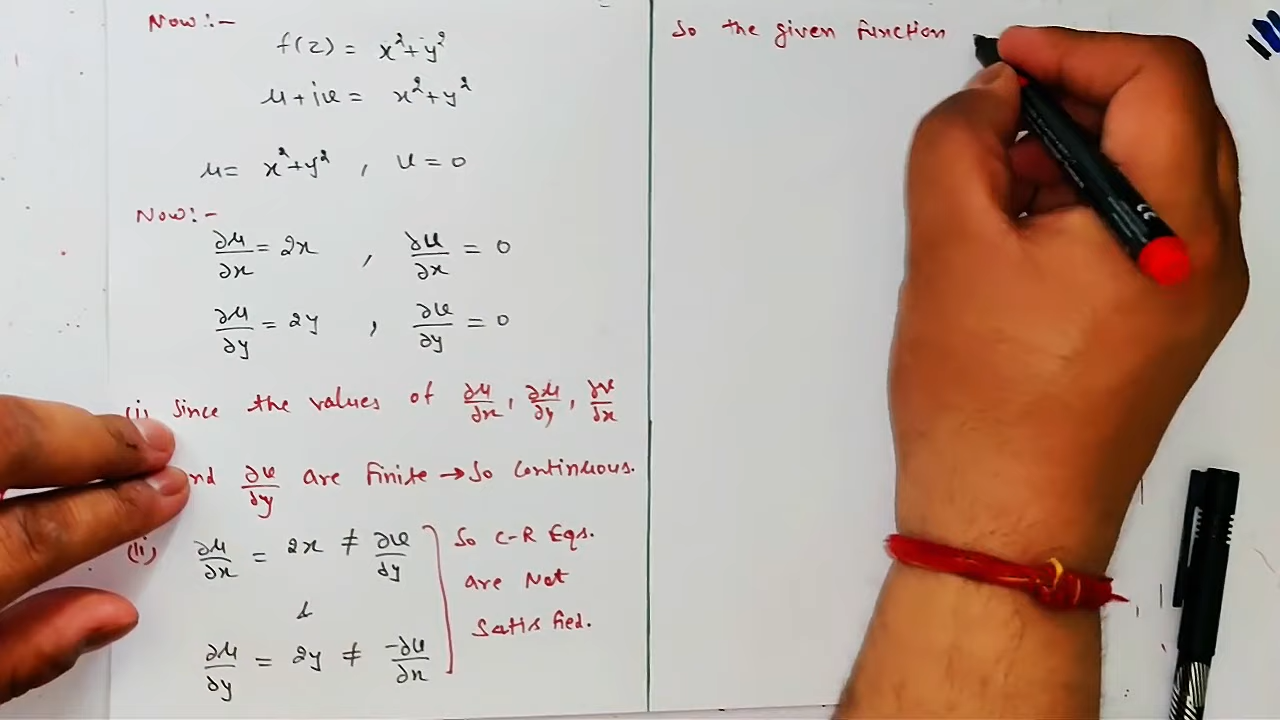 Now:-
f(z) = x²+y²
u+iv = x²+y²
u= x²+y² , v = 0
Now:-
∂u/∂x = 2x , ∂v/∂x = 0
∂u/∂y = 2y , ∂v/∂y = 0
(i) Since the values of ∂u/∂x, ∂u/∂y, ∂v/∂x
nd ∂v/∂y are finite → So Continuous.
(ii) ∂u/∂x = 2x ≠ ∂v/∂y
&
∂u/∂y = 2y ≠ -∂v/∂x
So C-R Eqs.
are Not
Satisfied.
So the given function